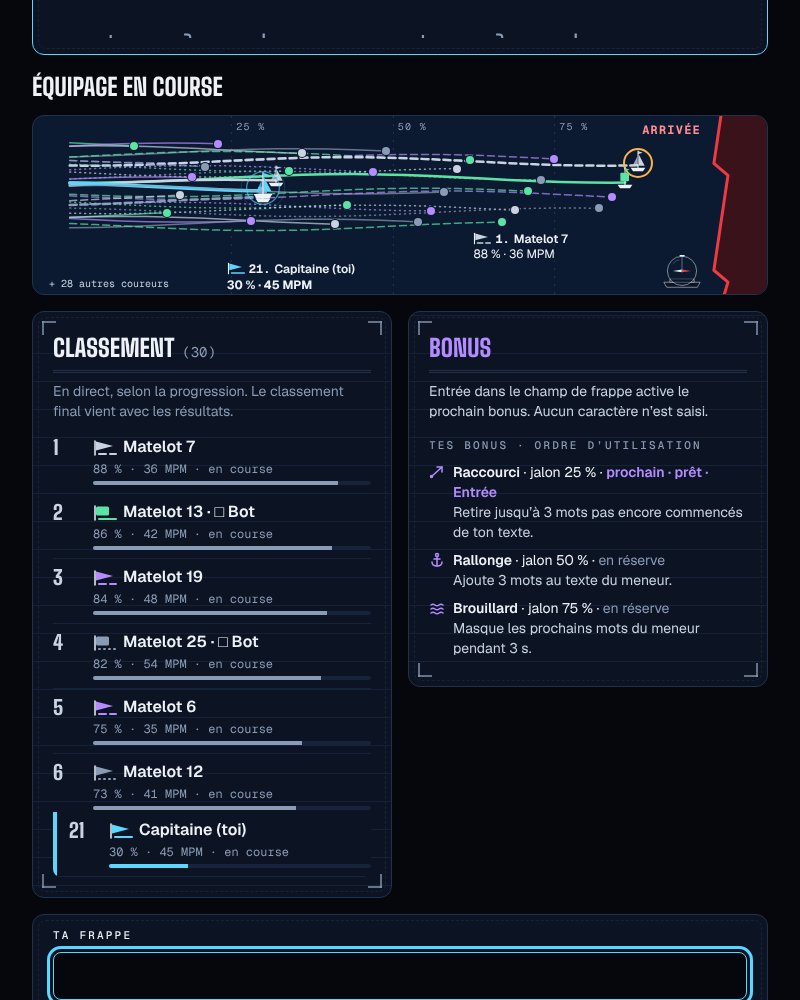 ÉQUIPAGE EN COURSE
25 %
50 %
75 %
ARRIVÉE
1. Matelot 7
88 % · 36 MPM
21. Capitaine (toi)
30 % · 45 MPM
+ 28 autres coureurs
CLASSEMENT (30)
En direct, selon la progression. Le classement
final vient avec les résultats.
1 Matelot 7
88 % · 36 MPM · en course
2 Matelot 13 · □ Bot
86 % · 42 MPM · en course
3 Matelot 19
84 % · 48 MPM · en course
4 Matelot 25 · □ Bot
82 % · 54 MPM · en course
5 Matelot 6
75 % · 35 MPM · en course
6 Matelot 12
73 % · 41 MPM · en course
21 Capitaine (toi)
30 % · 45 MPM · en course
BONUS
Entrée dans le champ de frappe active le
prochain bonus. Aucun caractère n’est saisi.
TES BONUS · ORDRE D'UTILISATION
Raccourci · jalon 25 % · prochain · prêt ·
Entrée
Retire jusqu’à 3 mots pas encore commencés
de ton texte.
Rallonge · jalon 50 % · en réserve
Ajoute 3 mots au texte du meneur.
Brouillard · jalon 75 % · en réserve
Masque les prochains mots du meneur
pendant 3 s.
TA FRAPPE